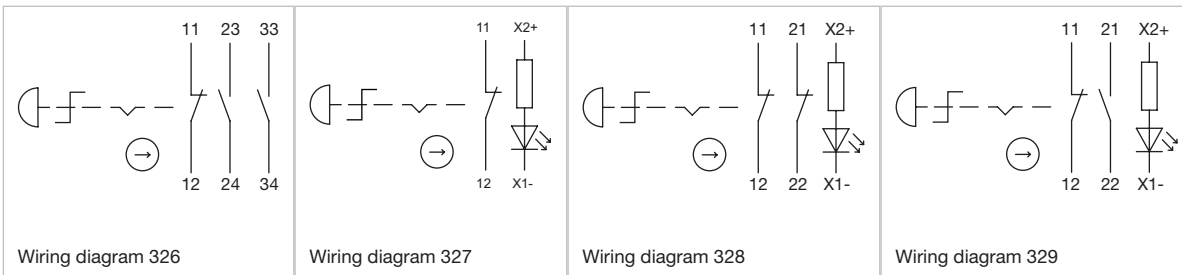 11 23 33
12 24 34
Wiring diagram 326
11 X2+
12 X1-
Wiring diagram 327
11 21 X2+
12 22 X1-
Wiring diagram 328
11 21 X2+
12 22 X1-
Wiring diagram 329